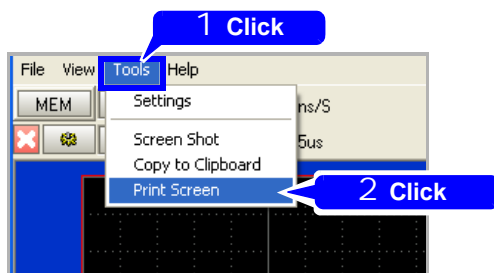 1 Click
File View Tools Help
MEM Settings ns/S
Screen Shot 5us
Copy to Clipboard
Print Screen 2 Click